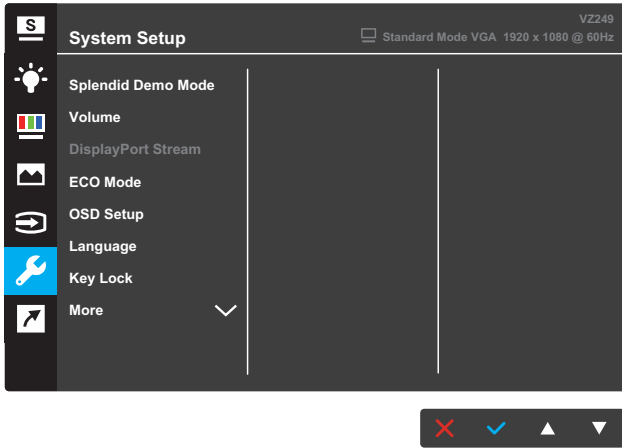 S
VZ249
System Setup
Standard Mode VGA 1920 x 1080 @ 60Hz
Splendid Demo Mode
Volume
DisplayPort Stream
ECO Mode
OSD Setup
Language
Key Lock
More